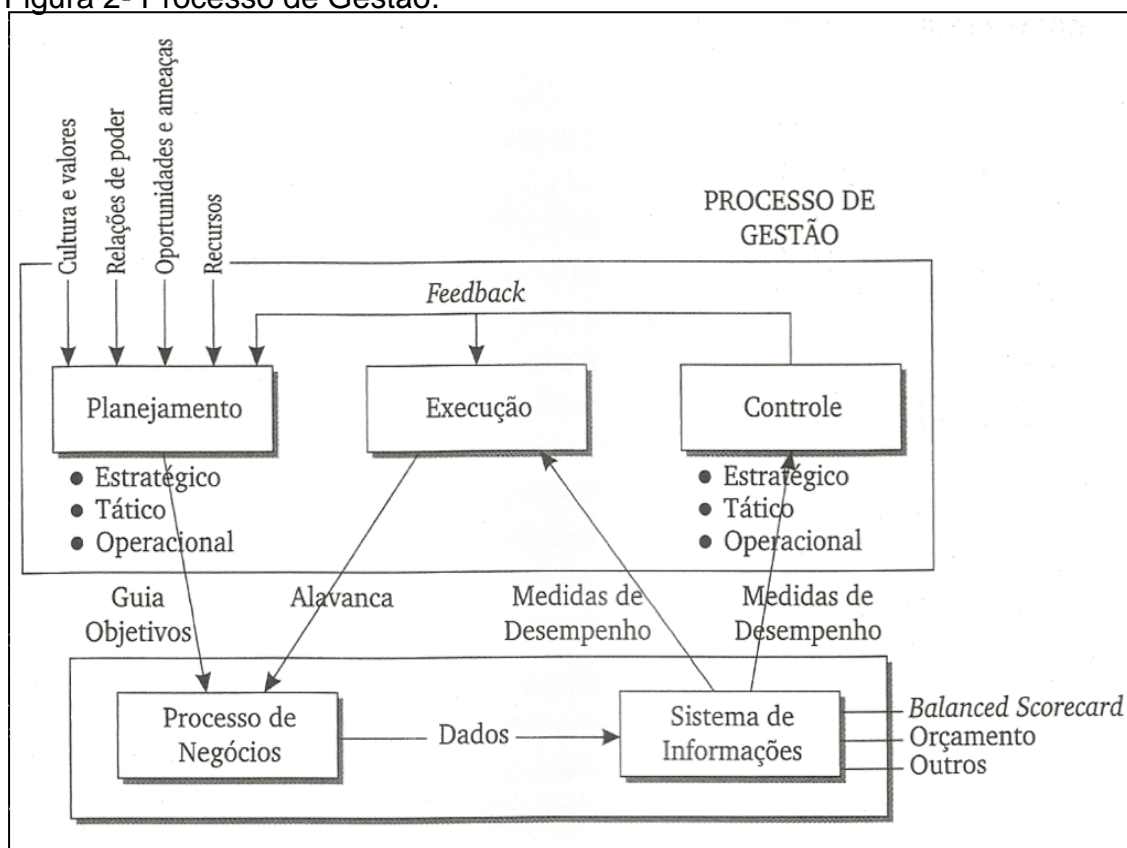 Figura 2- Processo de Gestão.
Cultura e valores
Relações de poder
Oportunidades e ameaças
Recursos
PROCESSO DE
GESTÃO
Feedback
Planejamento
Execução
Controle
● Estratégico
● Tático
● Operacional
● Estratégico
● Tático
● Operacional
Guia
Objetivos
Alavanca
Medidas de
Desempenho
Medidas de
Desempenho
Processo de
Negócios
Dados
Sistema de
Informações
Balanced Scorecard
Orçamento
Outros